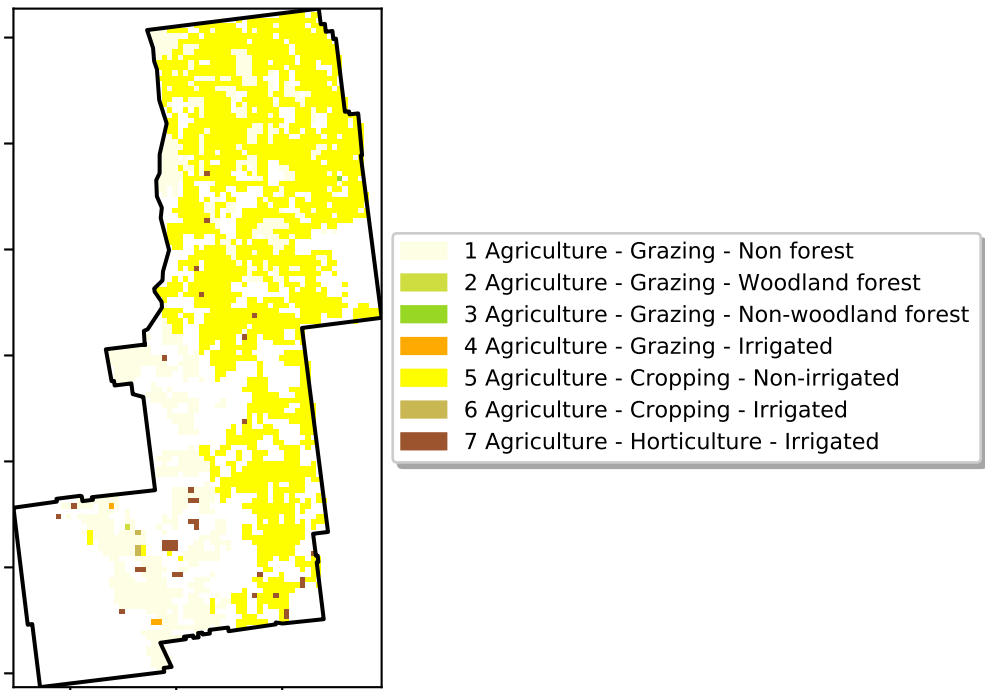 1 Agriculture - Grazing - Non forest
2 Agriculture - Grazing - Woodland forest
3 Agriculture - Grazing - Non-woodland forest
4 Agriculture - Grazing - Irrigated
5 Agriculture - Cropping - Non-irrigated
6 Agriculture - Cropping - Irrigated
7 Agriculture - Horticulture - Irrigated